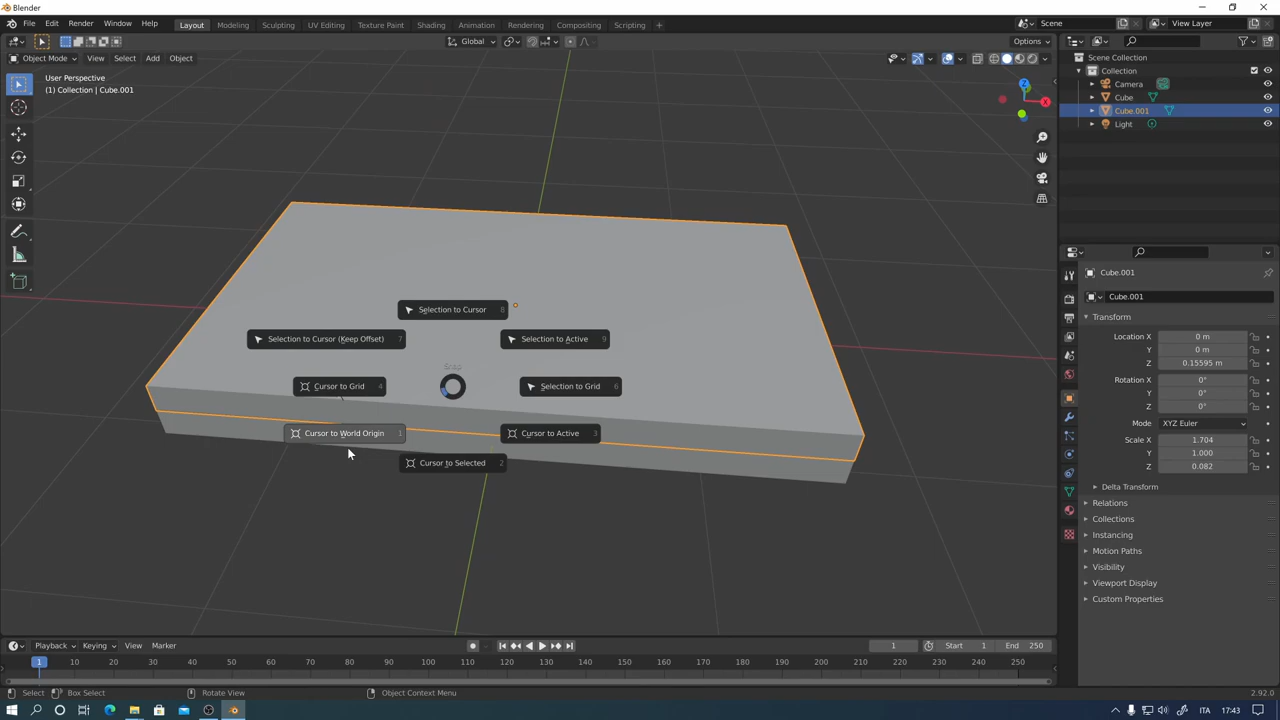 Blender
File Edit Render Window Help
Layout Modeling Sculpting UV Editing Texture Paint Shading Animation Rendering Compositing Scripting +
Scene
View Layer
Global
Options
Object Mode View Select Add Object
User Perspective
(1) Collection | Cube.001
Z
X
Selection to Cursor 8
Selection to Cursor (Keep Offset) 7
Selection to Active 9
Snap
Cursor to Grid 4
Selection to Grid 6
Cursor to World Origin 1
Cursor to Active 3
Cursor to Selected 2
Scene Collection
Collection
Camera
Cube
Cube.001
Light
Cube.001
Cube.001
Transform
Location X 0 m
Y 0 m
Z 0.15595 m
Rotation X 0°
Y 0°
Z 0°
Mode XYZ Euler
Scale X 1.704
Y 1.000
Z 0.082
Delta Transform
Relations
Collections
Instancing
Motion Paths
Visibility
Viewport Display
Custom Properties
Playback Keying View Marker
1 Start 1 End 250
1 10 20 30 40 50 60 70 80 90 100 110 120 130 140 150 160 170 180 190 200 210 220 230 240 250
Select Box Select Rotate View Object Context Menu 2.92.0
ITA 17:43